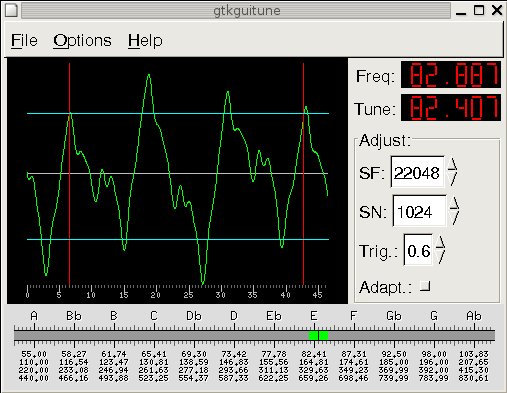 gtkguitune
File Options Help
Freq: 82.887
Tune: 82.407
Adjust:
SF: 22048
SN: 1024
Trig.: 0.6
Adapt.:
0 5 10 15 20 25 30 35 40 45
A Bb B C Db D Eb E F Gb G Ab
55.00 58.27 61.74 65.41 69.30 73.42 77.78 82.41 87.31 92.50 98.00 103.83
110.00 116.54 123.47 130.81 138.59 146.83 155.56 164.81 174.61 185.00 196.00 207.65
220.00 233.08 246.94 261.63 277.18 293.66 311.13 329.63 349.23 369.99 392.00 415.30
440.00 466.16 493.88 523.25 554.37 587.33 622.25 659.26 698.46 739.99 783.99 830.61